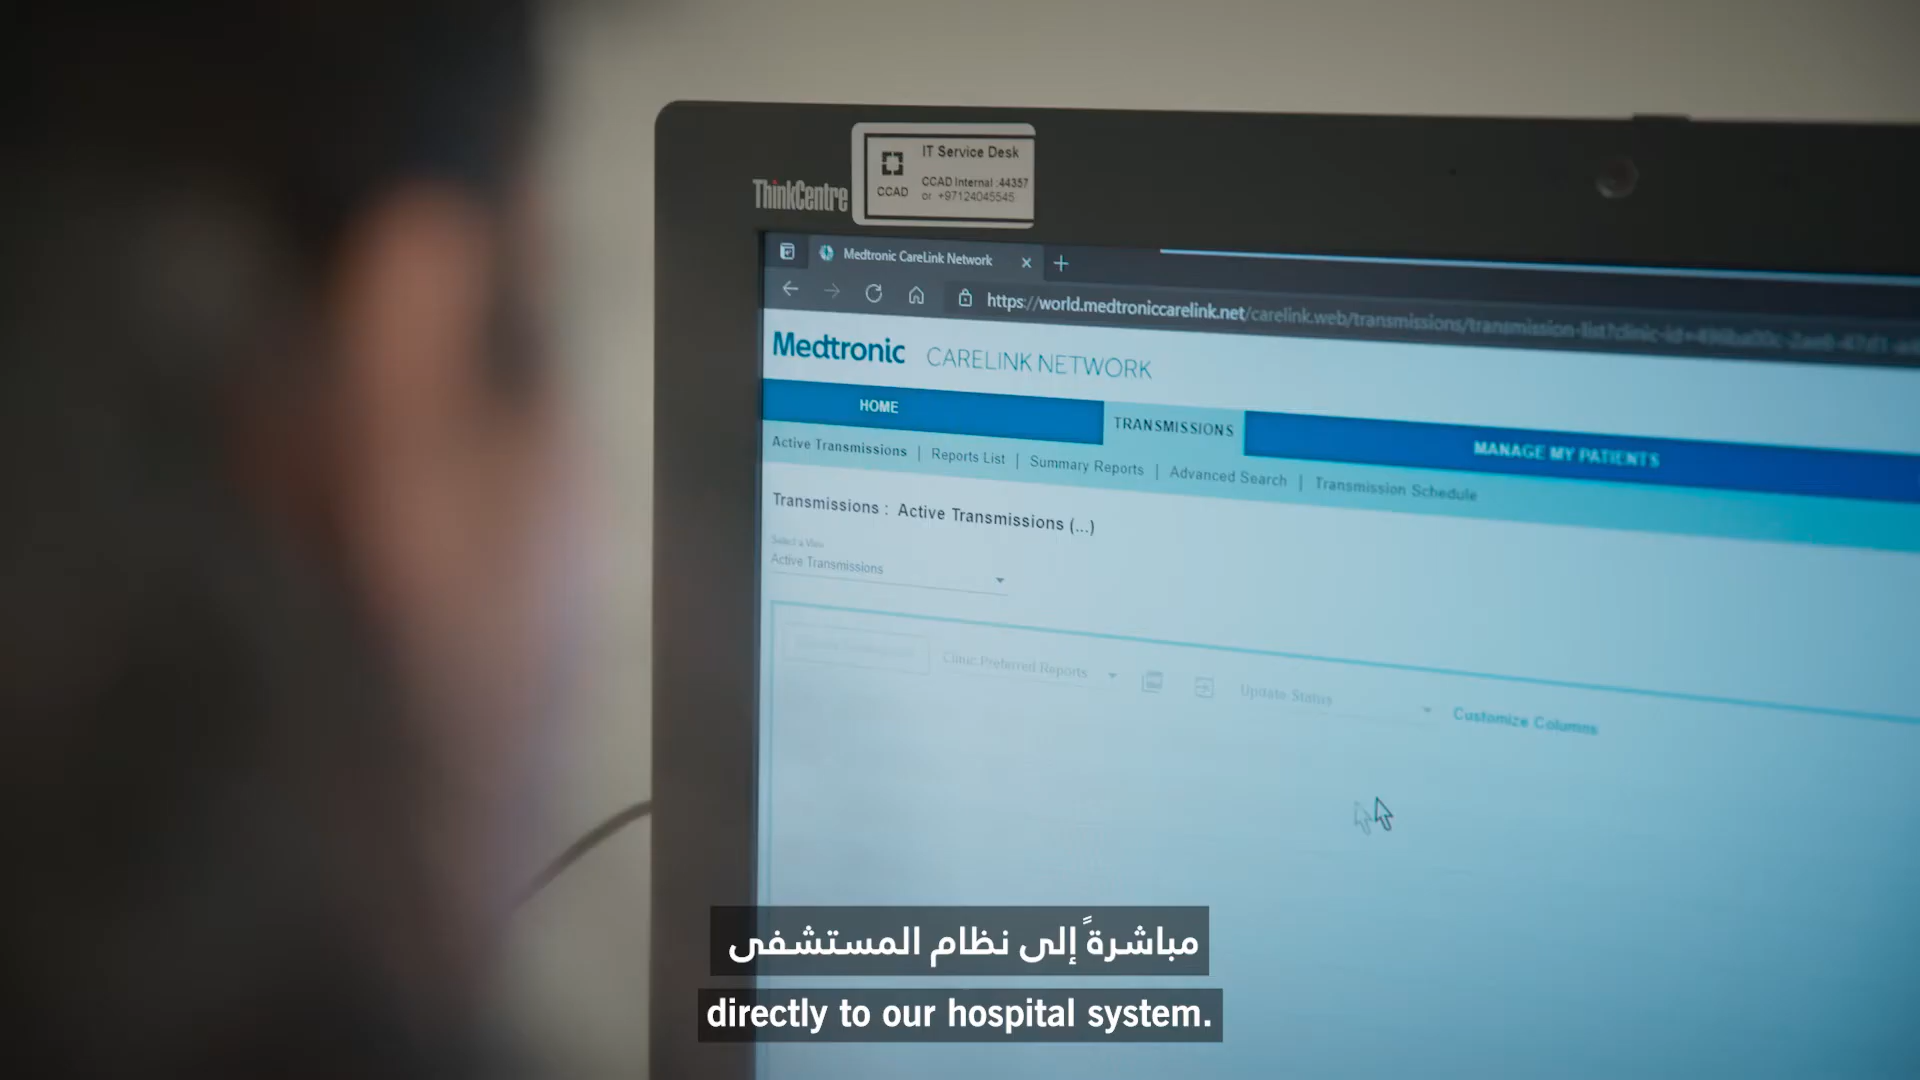 IT Service Desk
CCAD
CCAD Internal :44357
or +97124045545
ThinkCentre
Medtronic CareLink Network
https://world.medtroniccarelink.net/carelink.web/transmissions/transmission-list?clinic-id=
Medtronic CARELINK NETWORK
HOME TRANSMISSIONS MANAGE MY PATIENTS
Active Transmissions | Reports List | Summary Reports | Advanced Search | Transmission Schedule
Transmissions : Active Transmissions (...)
Select a View
Active Transmissions
Clinic Preferred Reports Update Status Customize Columns
مباشرةً إلى نظام المستشفى
directly to our hospital system.